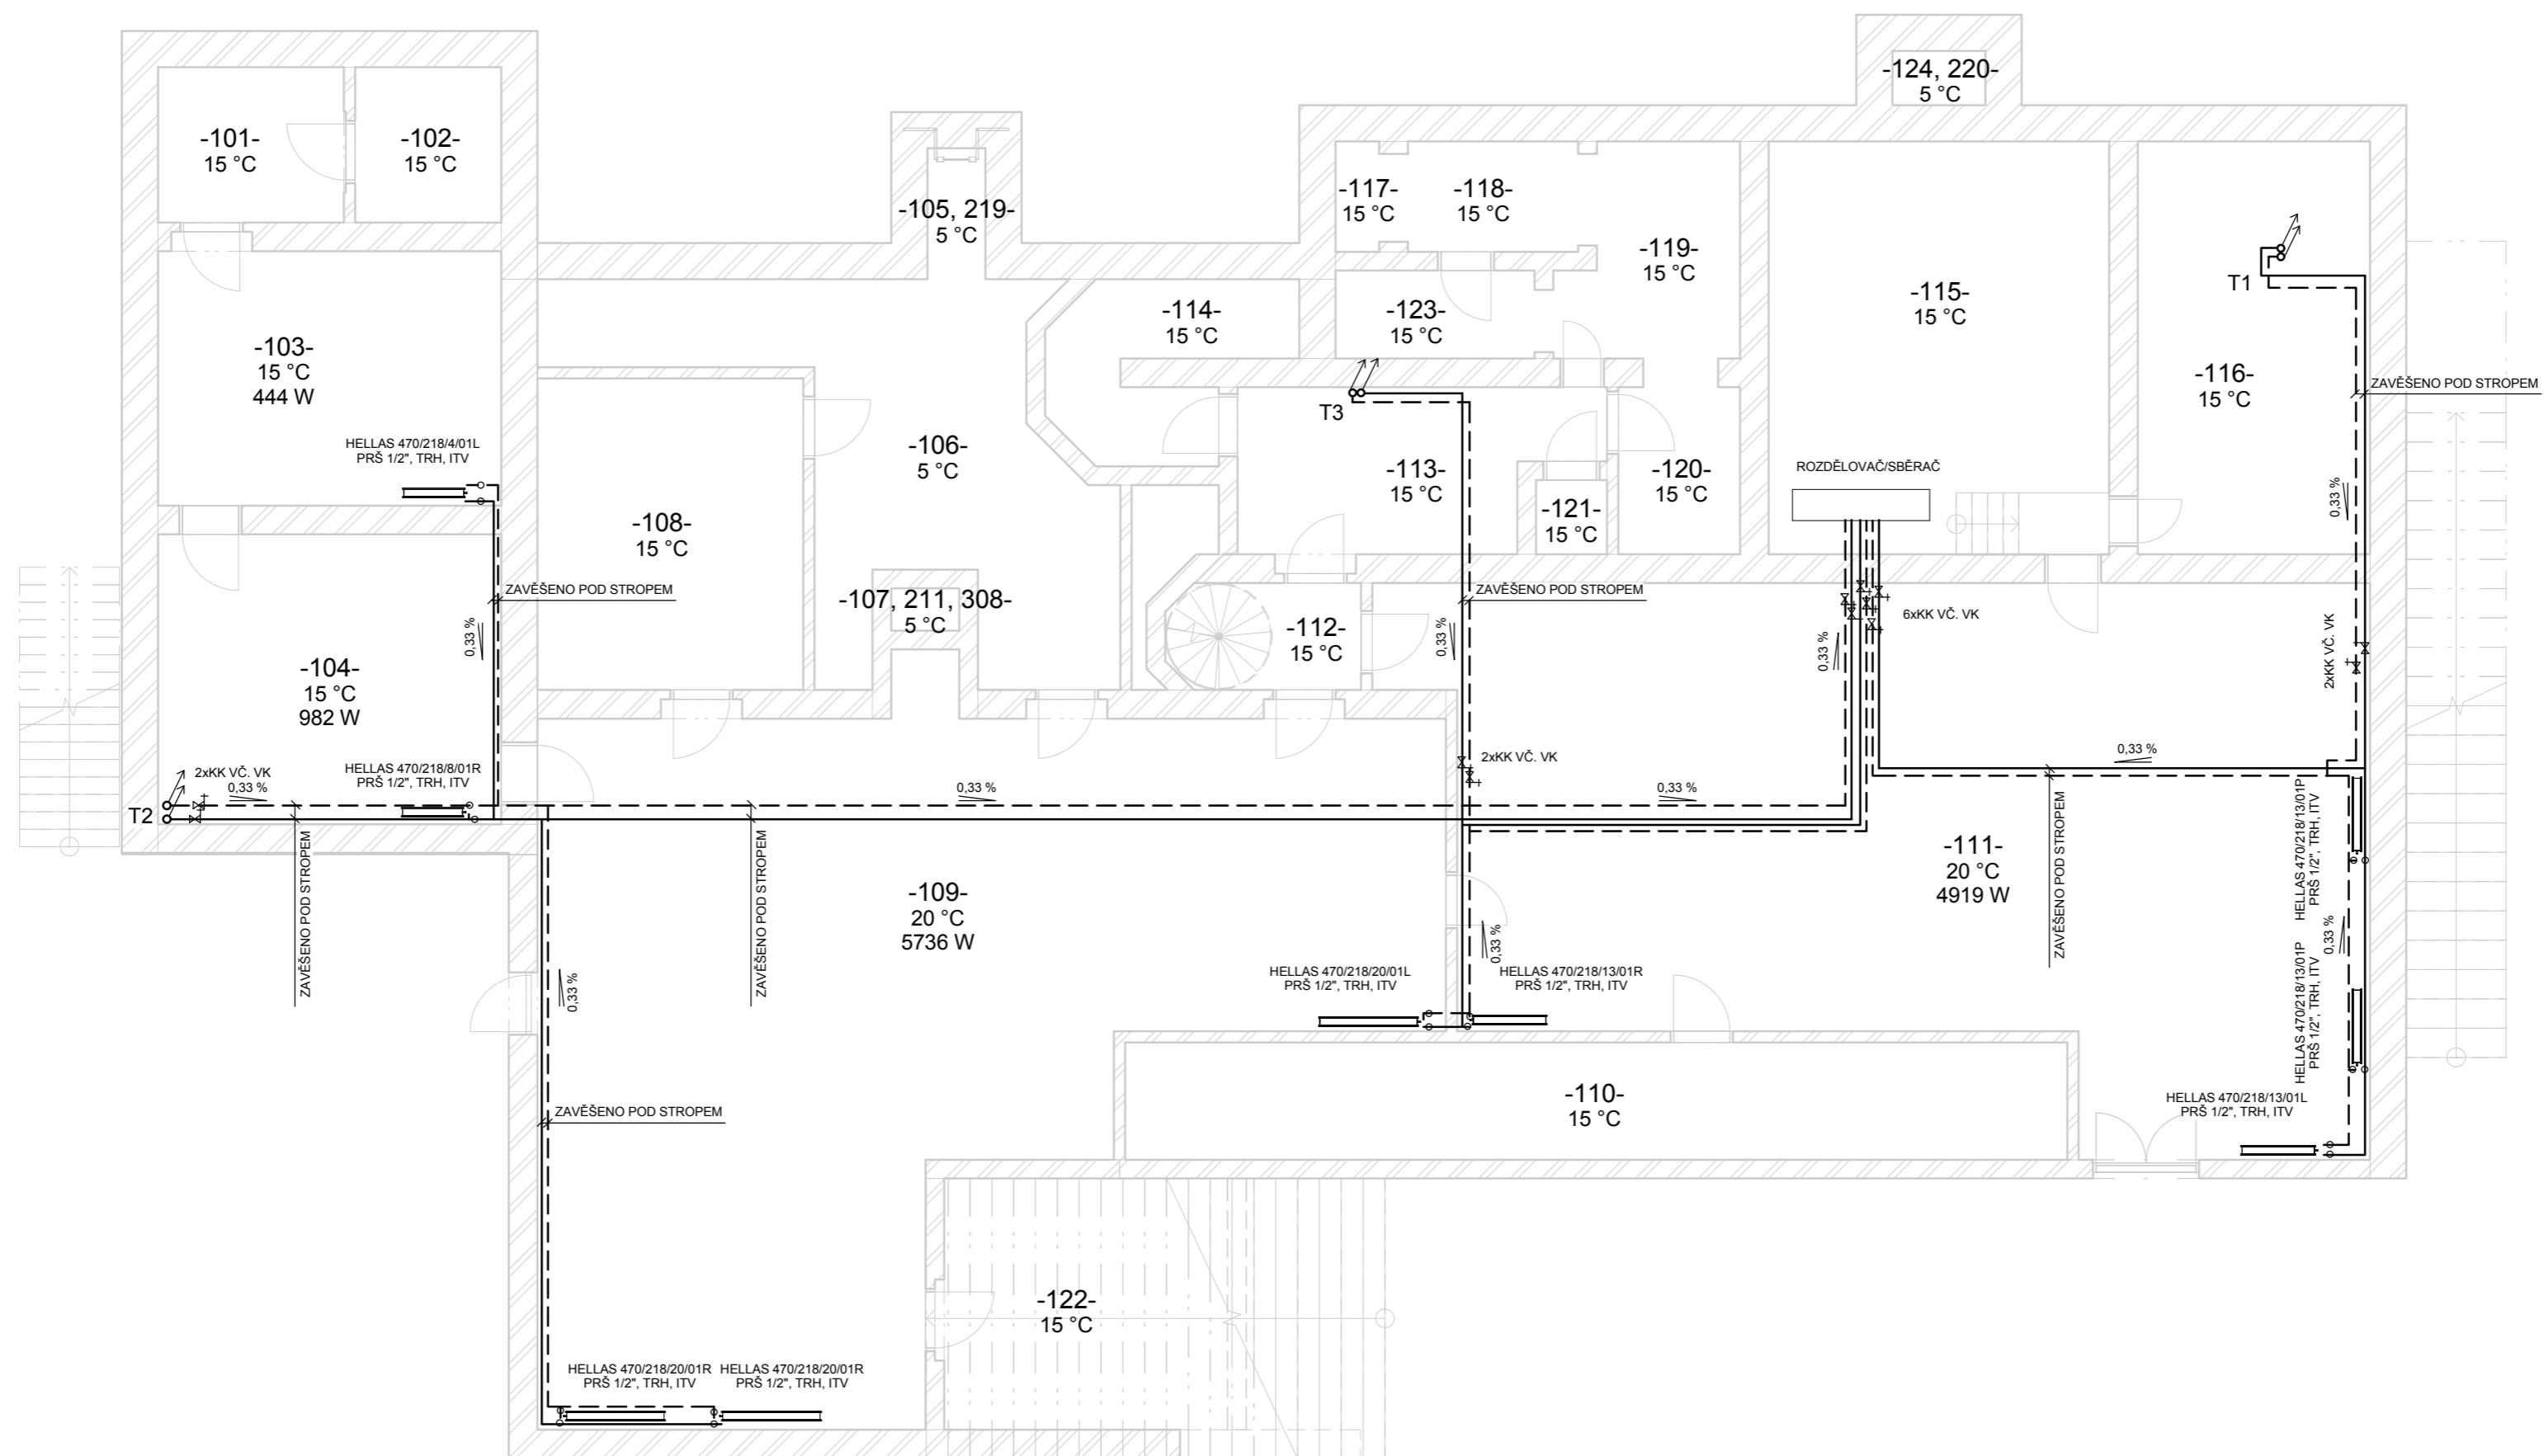 -124, 220-
5 °C
-101-
15 °C
-102-
15 °C
-105, 219-
5 °C
-117-
15 °C
-118-
15 °C
-119-
15 °C
-115-
15 °C
T1
-114-
15 °C
-123-
15 °C
-103-
15 °C
444 W
-116-
15 °C
ZAVĚŠENO POD STROPEM
T3
HELLAS 470/218/4/01L
PRŠ 1/2", TRH, ITV
-106-
5 °C
-113-
15 °C
-120-
15 °C
ROZDĚLOVAČ/SBĚRAČ
0,33 %
-108-
15 °C
-121-
15 °C
ZAVĚŠENO POD STROPEM
-107, 211, 308-
5 °C
ZAVĚŠENO POD STROPEM
6xKK VČ. VK
-112-
15 °C
0,33 %
0,33 %
0,33 %
2xKK VČ. VK
-104-
15 °C
982 W
2xKK VČ. VK
0,33 %
HELLAS 470/218/8/01R
PRŠ 1/2", TRH, ITV
T2
0,33 %
2xKK VČ. VK
0,33 %
0,33 %
ZAVĚŠENO POD STROPEM
ZAVĚŠENO POD STROPEM
-109-
20 °C
5736 W
-111-
20 °C
4919 W
ZAVĚŠENO POD STROPEM
HELLAS 470/218/13/01P
PRŠ 1/2", TRH, ITV
0,33 %
0,33 %
0,33 %
HELLAS 470/218/20/01L
PRŠ 1/2", TRH, ITV
HELLAS 470/218/13/01R
PRŠ 1/2", TRH, ITV
HELLAS 470/218/13/01P
PRŠ 1/2", TRH, ITV
ZAVĚŠENO POD STROPEM
-110-
15 °C
HELLAS 470/218/13/01L
PRŠ 1/2", TRH, ITV
-122-
15 °C
HELLAS 470/218/20/01R
PRŠ 1/2", TRH, ITV
HELLAS 470/218/20/01R
PRŠ 1/2", TRH, ITV